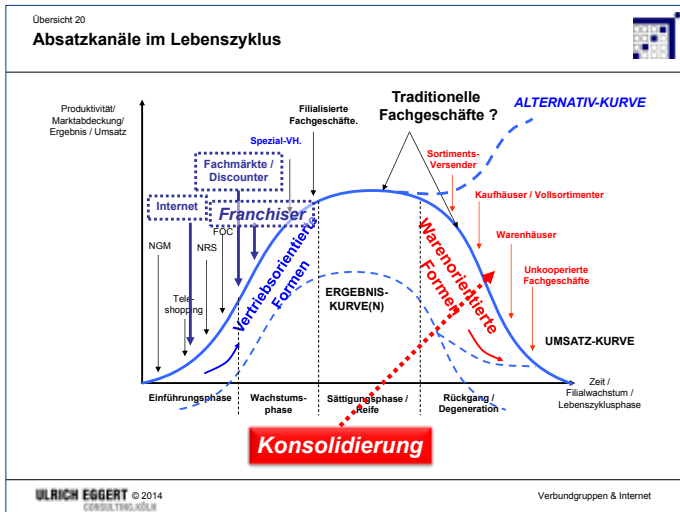 Übersicht 20
Absatzkanäle im Lebenszyklus
Produktivität/
Marktabdeckung/
Ergebnis / Umsatz
Filialisierte
Fachgeschäfte.
Traditionelle
Fachgeschäfte ?
ALTERNATIV-KURVE
Spezial-VH.
Sortiments-
Versender
Fachmärkte /
Discounter
Kaufhäuser / Vollsortimenter
Internet
Franchiser
Warenhäuser
FOC
NGM
NRS
Unkooperierte
Fachgeschäfte
Tele-
shopping
Vertriebsorientierte
Formen
Warenorientierte
Formen
ERGEBNIS-
KURVE(N)
UMSATZ-KURVE
Zeit /
Filialwachstum /
Lebenszyklusphase
Einführungsphase
Wachstums-
phase
Sättigungsphase /
Reife
Rückgang /
Degeneration
Konsolidierung
ULRICH EGGERT © 2014
CONSULTING.KÖLN
Verbundgruppen & Internet